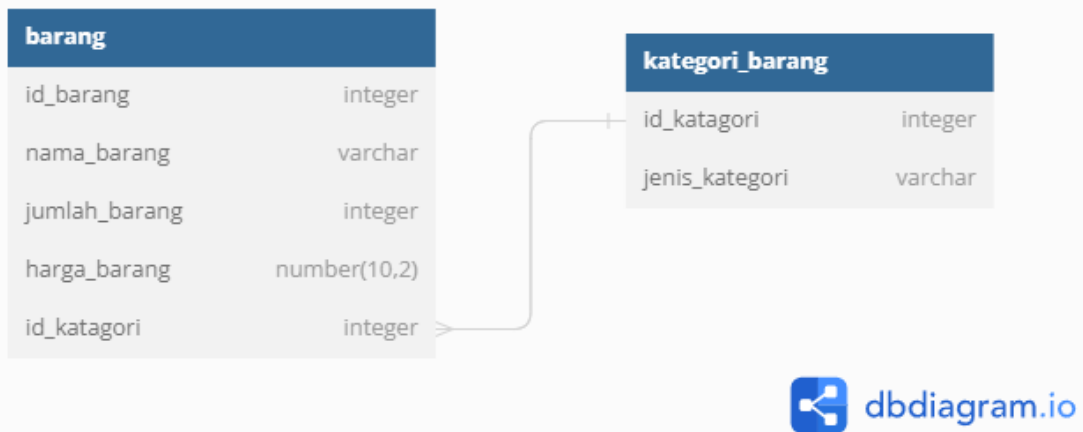 barang
id_barang integer
nama_barang varchar
jumlah_barang integer
harga_barang number(10,2)
id_katagori integer
kategori_barang
id_katagori integer
jenis_kategori varchar
dbdiagram.io